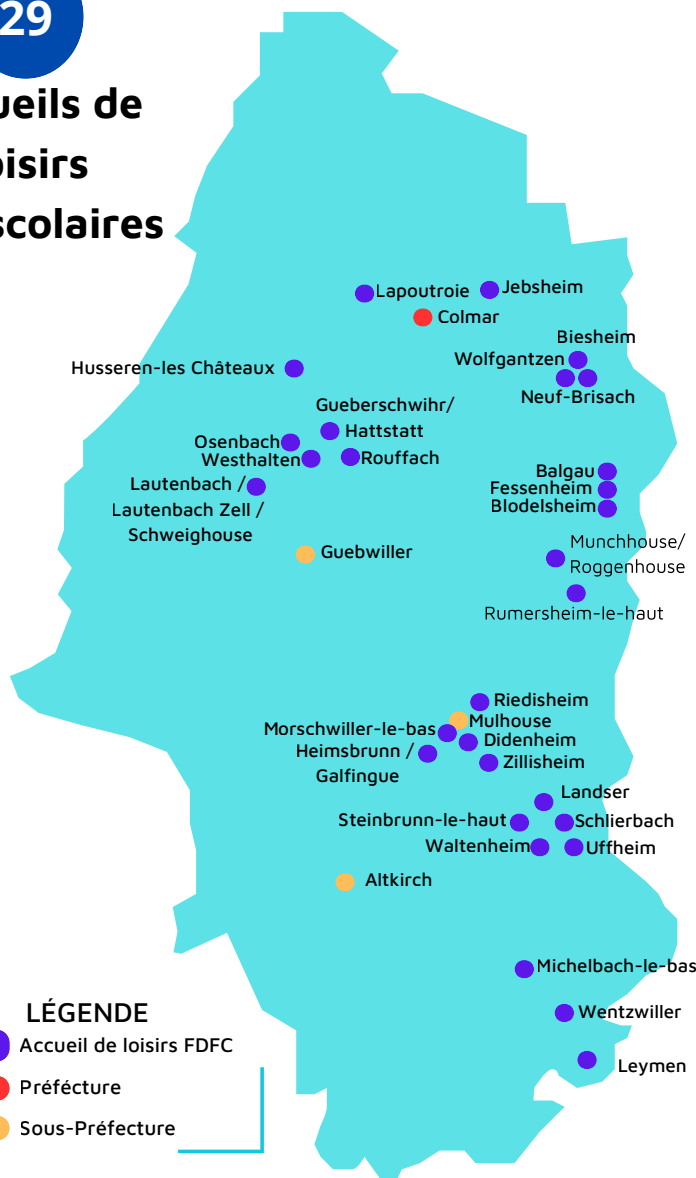 29
ueils de
oisirs
scolaires
Lapoutroie
Jebsheim
Colmar
Biesheim
Wolfgantzen
Neuf-Brisach
Husseren-les Châteaux
Gueberschwihr/
Hattstatt
Osenbach
Westhalten
Rouffach
Lautenbach /
Lautenbach Zell /
Schweighouse
Balgau
Fessenheim
Blodelsheim
Guebwiller
Munchhouse/
Roggenhouse
Rumersheim-le-haut
Riedisheim
Mulhouse
Morschwiller-le-bas
Didenheim
Heimsbrunn /
Galfingue
Zillisheim
Landser
Steinbrunn-le-haut
Schlierbach
Waltenheim
Uffheim
Altkirch
Michelbach-le-bas
Wentzwiller
Leymen
LÉGENDE
Accueil de loisirs FDFC
Préfécture
Sous-Préfecture